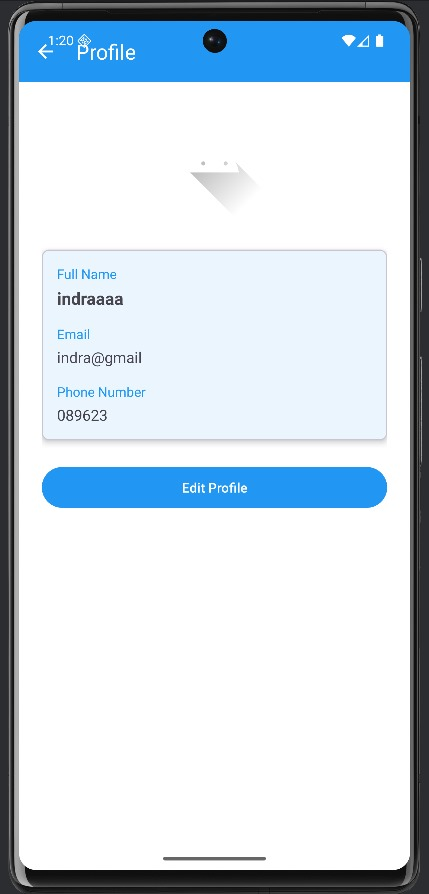 1:20
Profile
Full Name
indraaaa
Email
indra@gmail
Phone Number
089623
Edit Profile